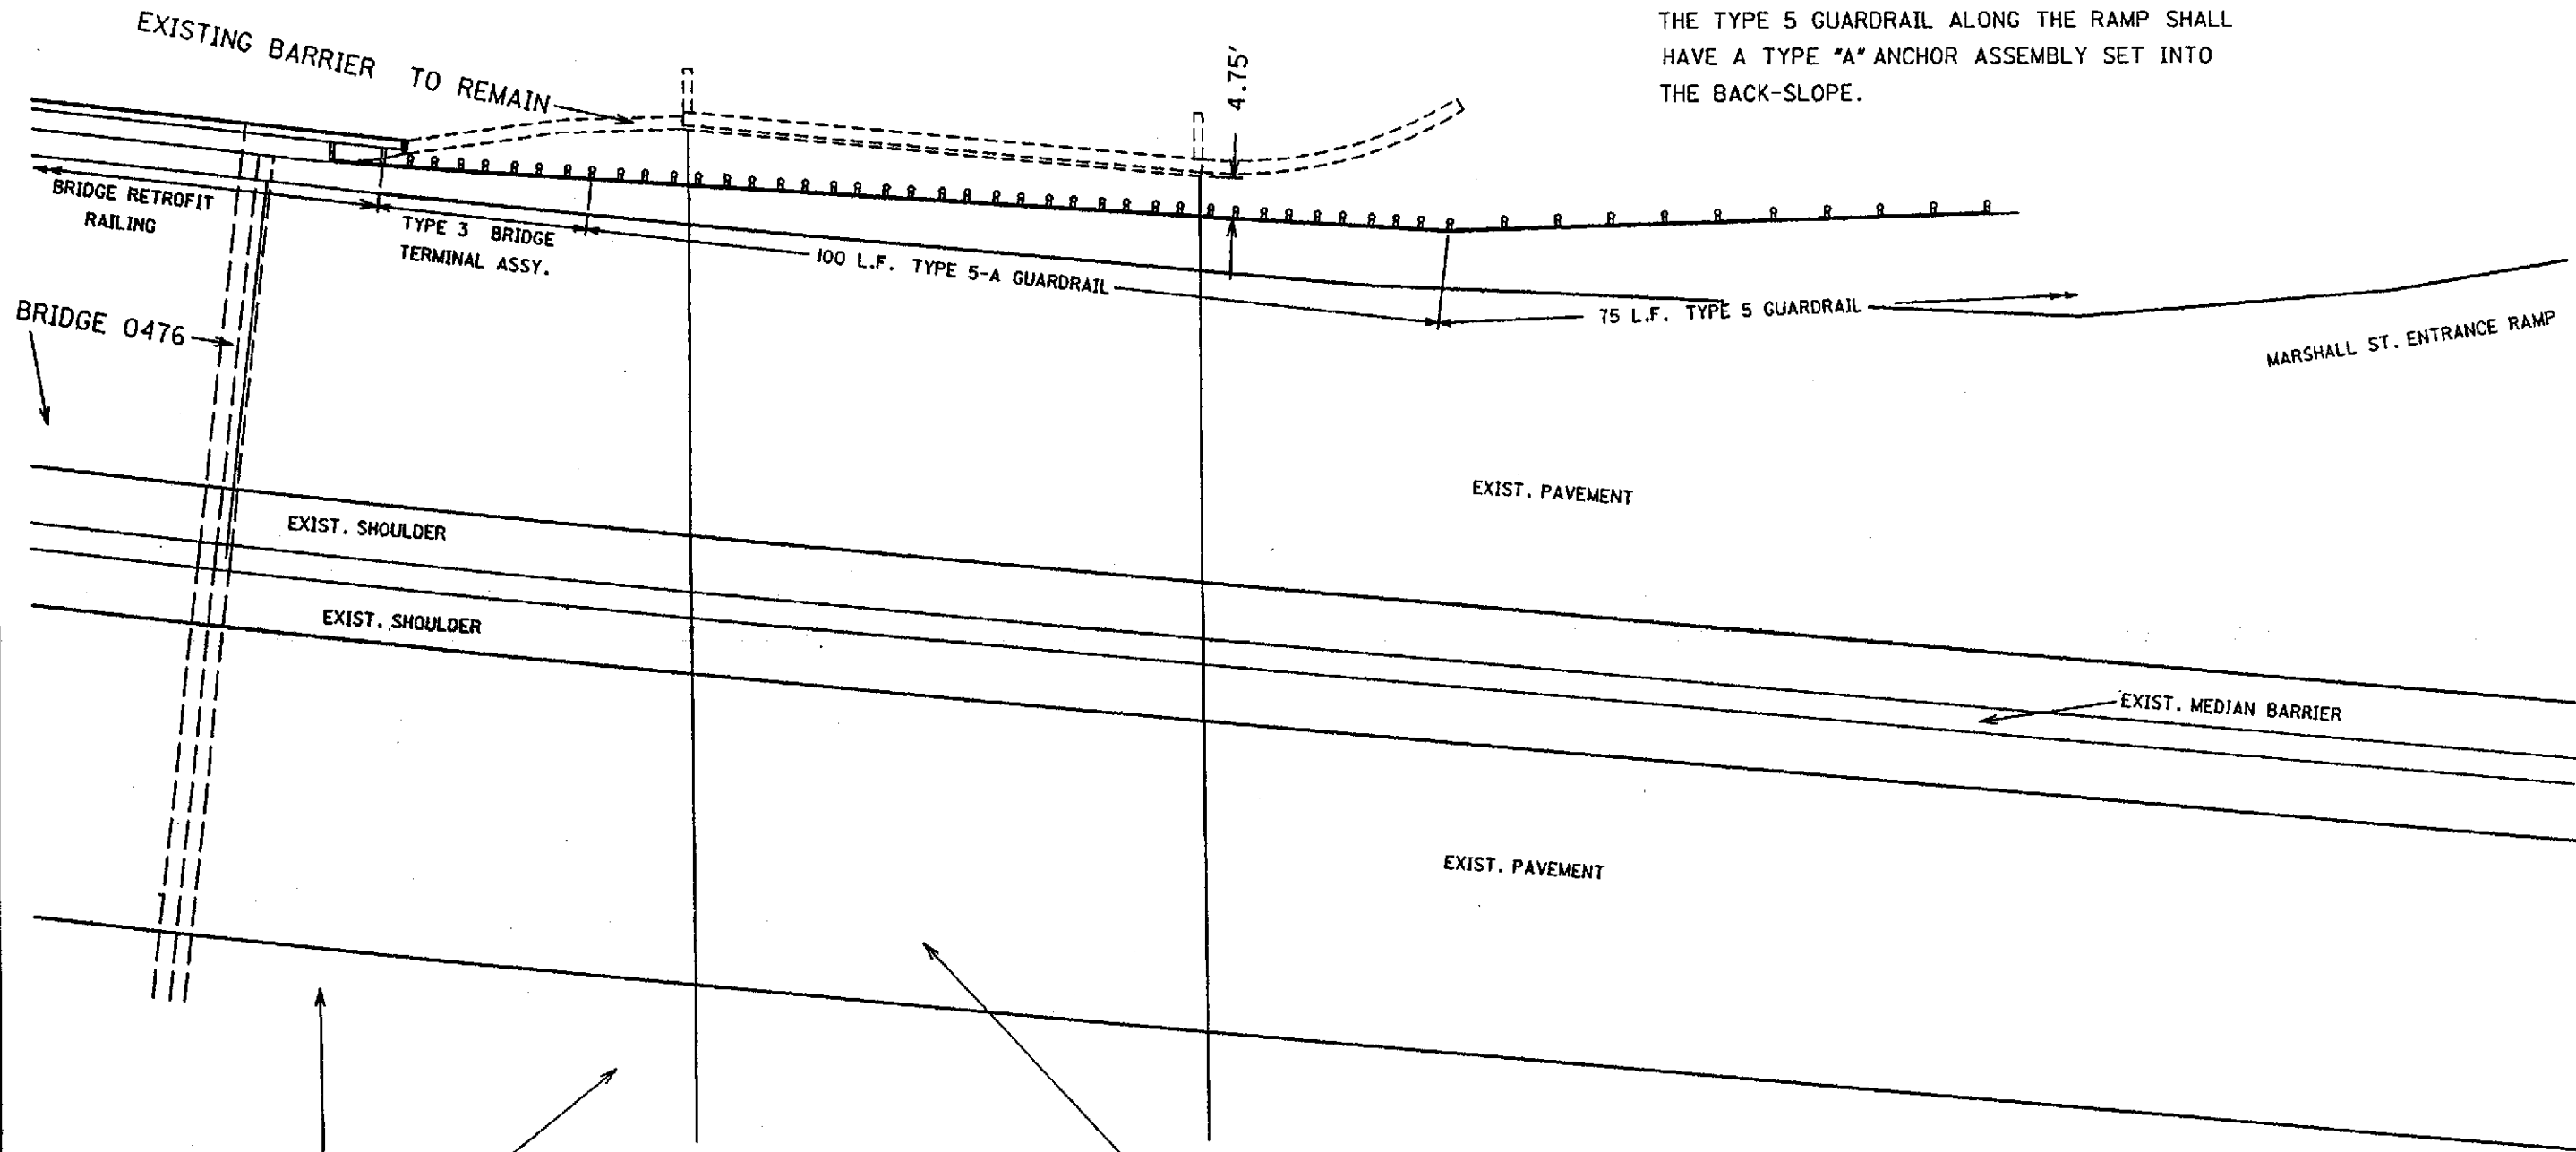 THE TYPE 5 GUARDRAIL ALONG THE RAMP SHALL
HAVE A TYPE "A" ANCHOR ASSEMBLY SET INTO
THE BACK-SLOPE.
EXISTING BARRIER TO REMAIN
4.75'
BRIDGE RETROFIT
RAILING
TYPE 3 BRIDGE
TERMINAL ASSY.
100 L.F. TYPE 5-A GUARDRAIL
75 L.F. TYPE 5 GUARDRAIL
MARSHALL ST. ENTRANCE RAMP
BRIDGE 0476
EXIST. PAVEMENT
EXIST. SHOULDER
EXIST. SHOULDER
EXIST. MEDIAN BARRIER
EXIST. PAVEMENT